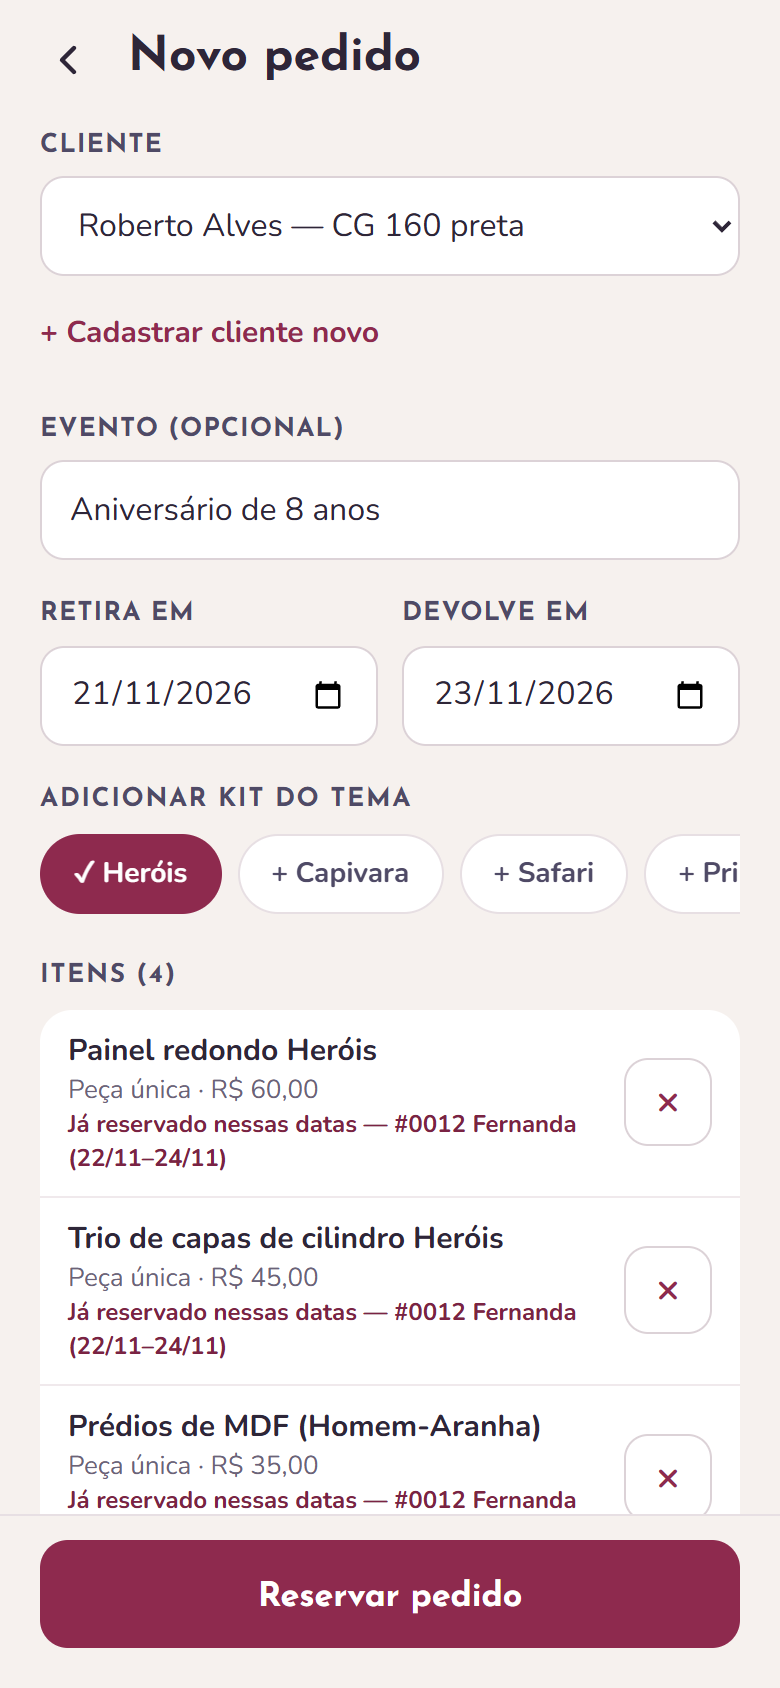 Novo pedido
CLIENTE
Roberto Alves — CG 160 preta
+ Cadastrar cliente novo
EVENTO (OPCIONAL)
Aniversário de 8 anos
RETIRA EM DEVOLVE EM
21/11/2026 23/11/2026
ADICIONAR KIT DO TEMA
✓ Heróis + Capivara + Safari + Pri
ITENS (4)
Painel redondo Heróis
Peça única · R$ 60,00
Já reservado nessas datas — #0012 Fernanda
(22/11–24/11)
Trio de capas de cilindro Heróis
Peça única · R$ 45,00
Já reservado nessas datas — #0012 Fernanda
(22/11–24/11)
Prédios de MDF (Homem-Aranha)
Peça única · R$ 35,00
Já reservado nessas datas — #0012 Fernanda
Reservar pedido